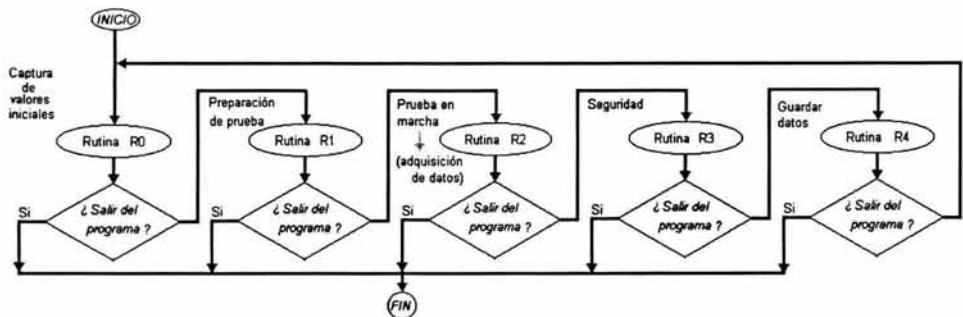 INICIO
Captura
de
valores
iniciales
Rutina R0
¿ Salir del
programa ?
Si
Preparación
de prueba
Rutina R1
¿ Salir del
programa ?
Si
Prueba en
marcha
(adquisición
de datos)
Rutina R2
¿ Salir del
programa ?
Si
Seguridad
Rutina R3
¿ Salir del
programa ?
Si
Guardar
datos
Rutina R4
¿ Salir del
programa ?
Si
FIN